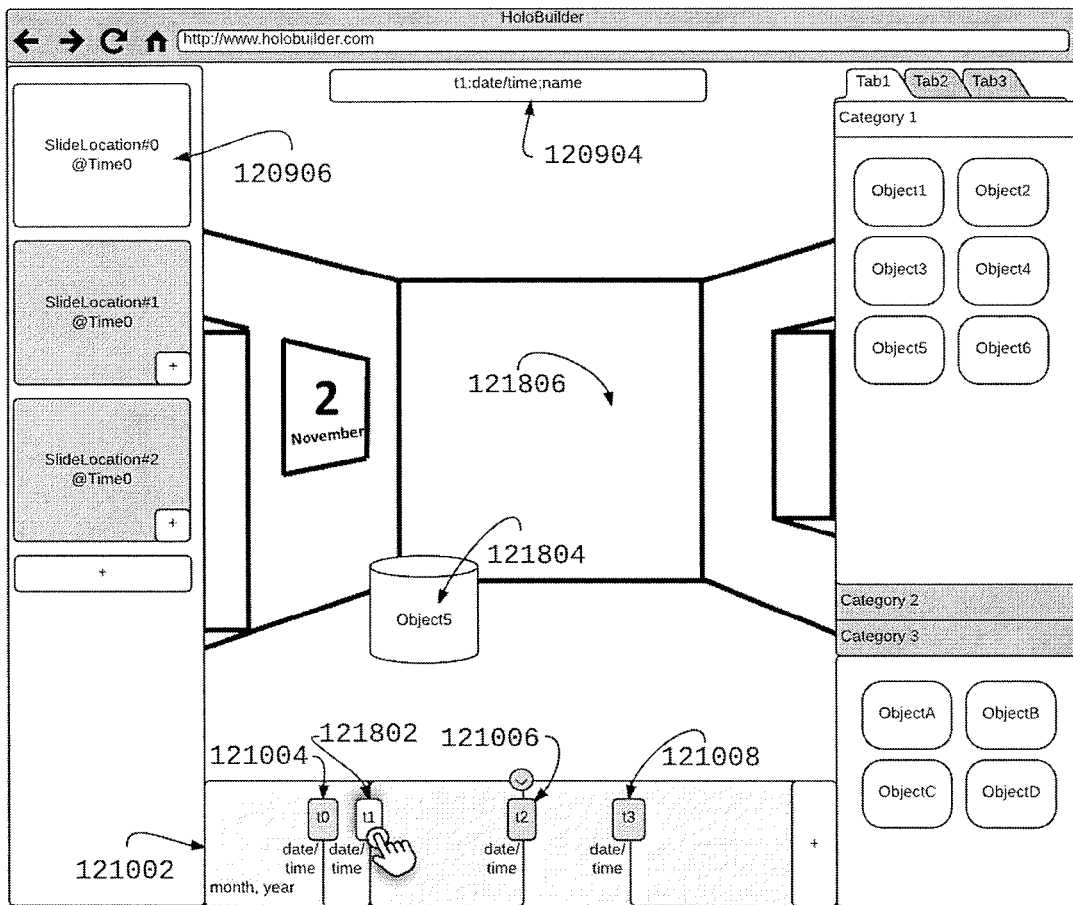 HoloBuilder
http://www.holobuilder.com
t1:date/time;name
120904
SlideLocation#0
@Time0
120906
SlideLocation#1
@Time0
+
SlideLocation#2
@Time0
+
+
2
November
121806
121804
Object5
Tab1 Tab2 Tab3
Category 1
Object1 Object2
Object3 Object4
Object5 Object6
Category 2
Category 3
ObjectA ObjectB
ObjectC ObjectD
121004 121802 121006 121008
121002
t0 t1 t2 t3
date/ date/ date/ date/
time time time time
month, year
+